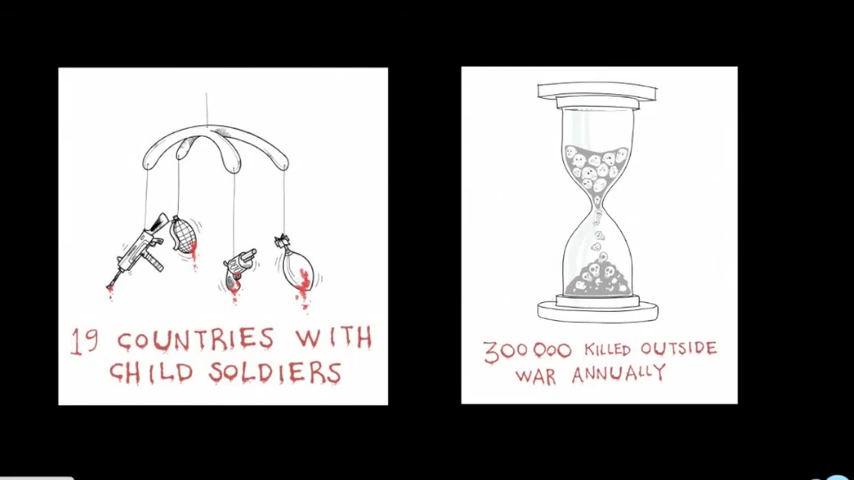 19 COUNTRIES WITH
CHILD SOLDIERS
300 000 KILLED OUTSIDE
WAR ANNUALLY